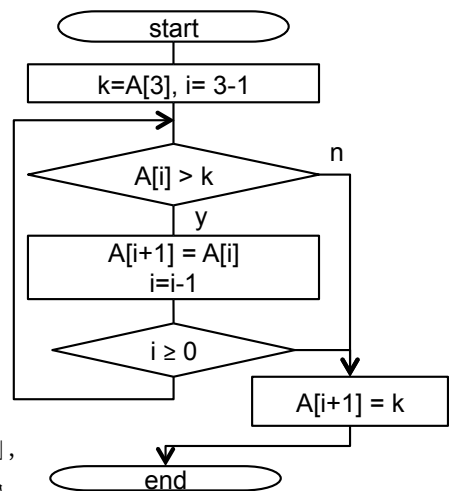 start
k=A[3], i= 3-1
n
A[i] > k
y
A[i+1] = A[i]
i=i-1
i ≥ 0
A[i+1] = k
end